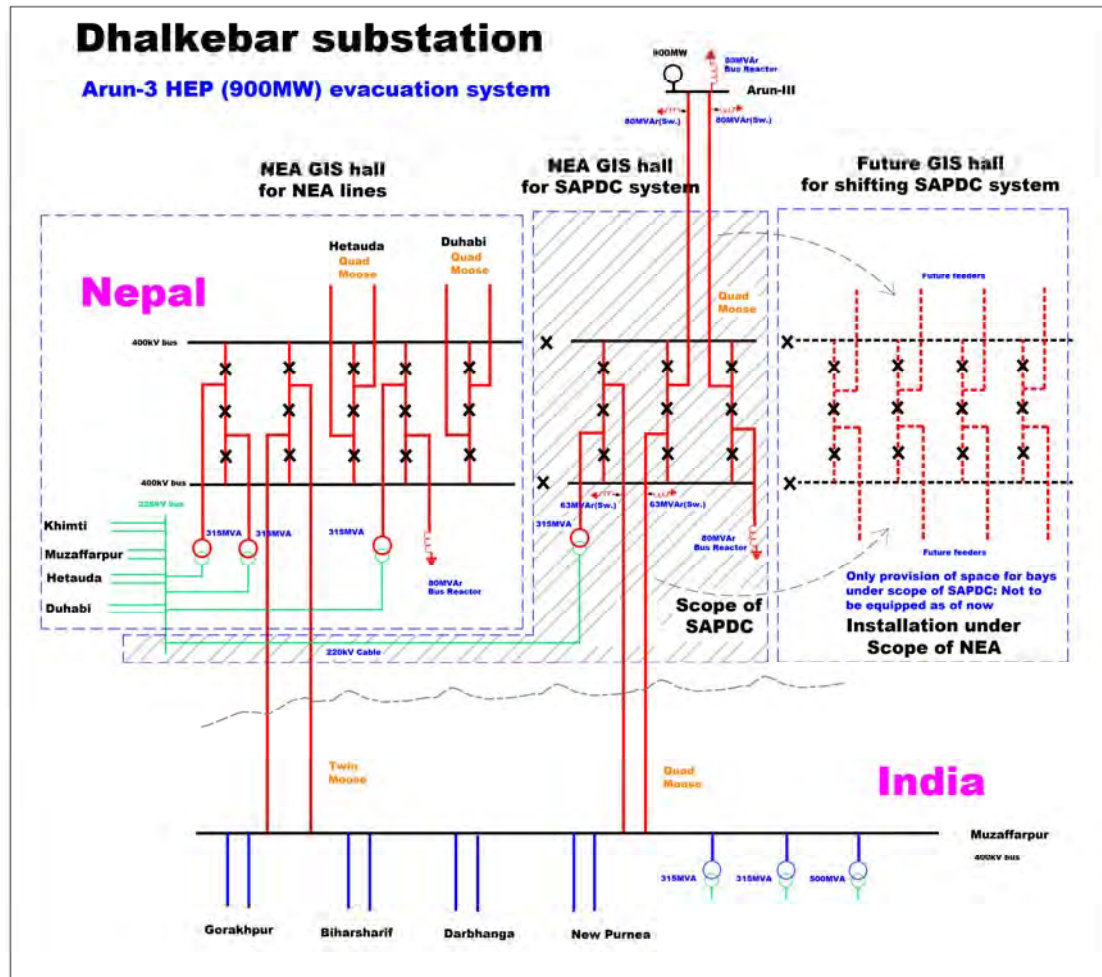 Dhalkebar substation
Arun-3 HEP (900MW) evacuation system
900MW
80MVAr
Bus Reactor
Arun-III
80MVAr(Sw.)
80MVAr(Sw.)
NEA GIS hall
for NEA lines
NEA GIS hall
for SAPDC system
Future GIS hall
for shifting SAPDC system
Nepal
Hetauda
Quad
Moose
Duhabi
Quad
Moose
Quad
Moose
Future feeders
400kV bus
400kV bus
220kV bus
Khimti
Muzaffarpur
Hetauda
Duhabi
315MVA
315MVA
315MVA
80MVAr
Bus Reactor
63MVAr(Sw.)
63MVAr(Sw.)
315MVA
80MVAr
Bus Reactor
Future feeders
Only provision of space for bays
under scope of SAPDC: Not to
be equipped as of now
Installation under
Scope of NEA
Scope of
SAPDC
220kV Cable
Twin
Moose
Quad
Moose
India
Muzaffarpur
400kV bus
315MVA
315MVA
500MVA
Gorakhpur
Biharsharif
Darbhanga
New Purnea